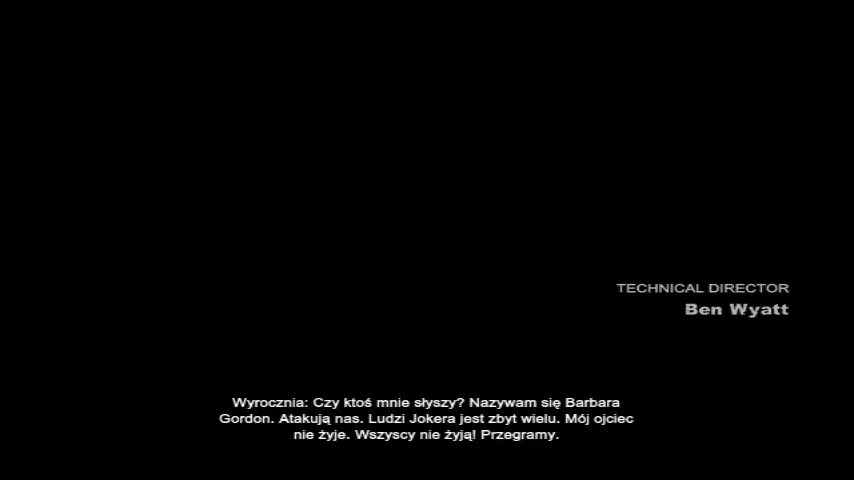 TECHNICAL DIRECTOR
Ben Wyatt
Wyrocznia: Czy ktoś mnie słyszy? Nazywam się Barbara
Gordon. Atakują nas. Ludzi Jokera jest zbyt wielu. Mój ojciec
nie żyje. Wszyscy nie żyją! Przegramy.